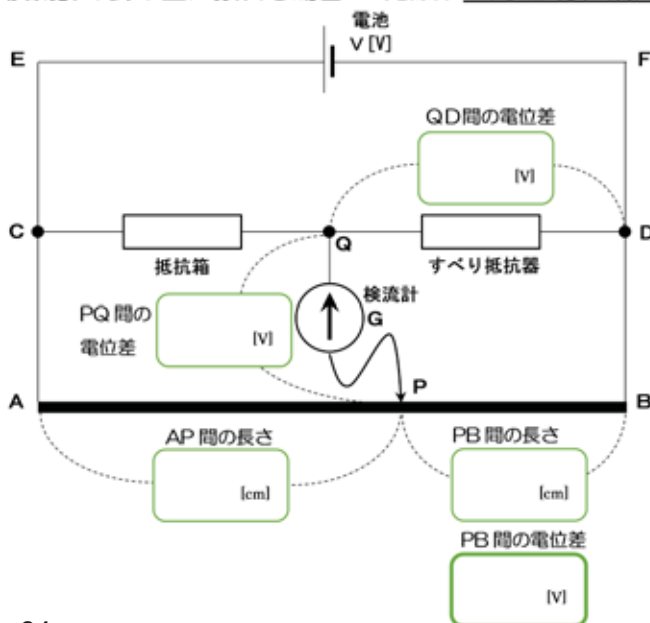 電池
V [V]
E
F
QD間の電位差
[V]
C
Q
D
抵抗箱
すべり抵抗器
検流計
G
PQ間の
電位差
[V]
P
A
B
AP間の長さ
[cm]
PB間の長さ
[cm]
PB間の電位差
[V]